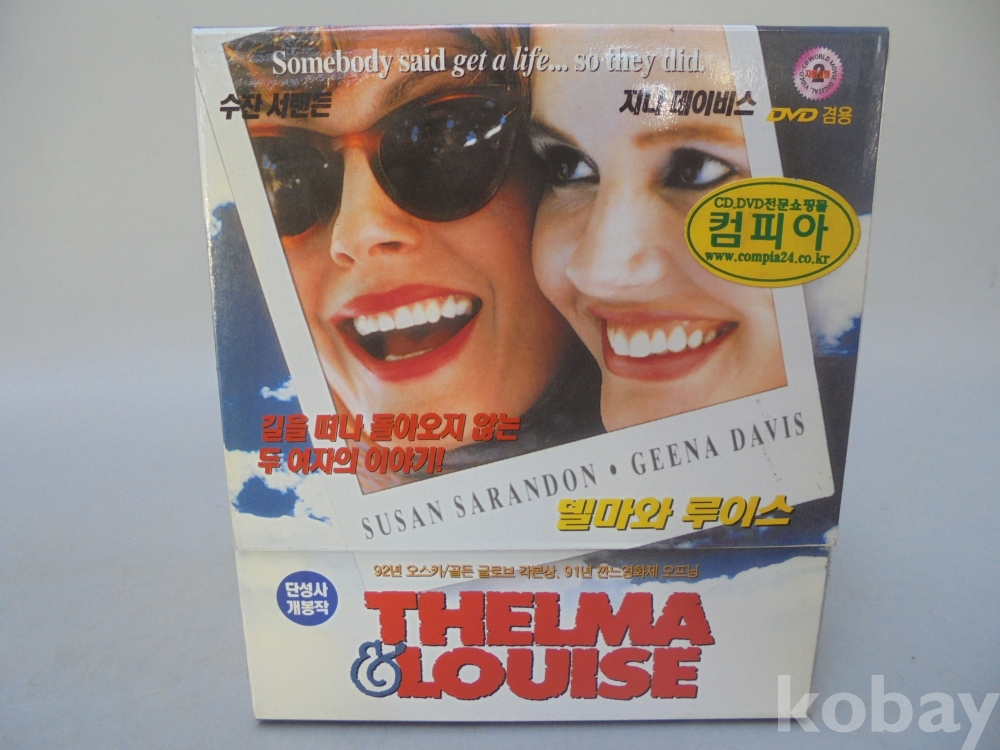 Somebody said get a life... so they did.
수잔 서랜든
지나 데이비스
DVD 겸용
CD.DVD전문쇼핑몰
컴피아
www.compia24.co.kr
길을 떠나 돌아오지 않는
두 여자의 이야기!
SUSAN SARANDON • GEENA DAVIS
델마와 루이스
92년 오스카/골든 글로브 각본상, 91년 깐느영화제 오프닝
단성사
개봉작
THELMA
& LOUISE
kobay